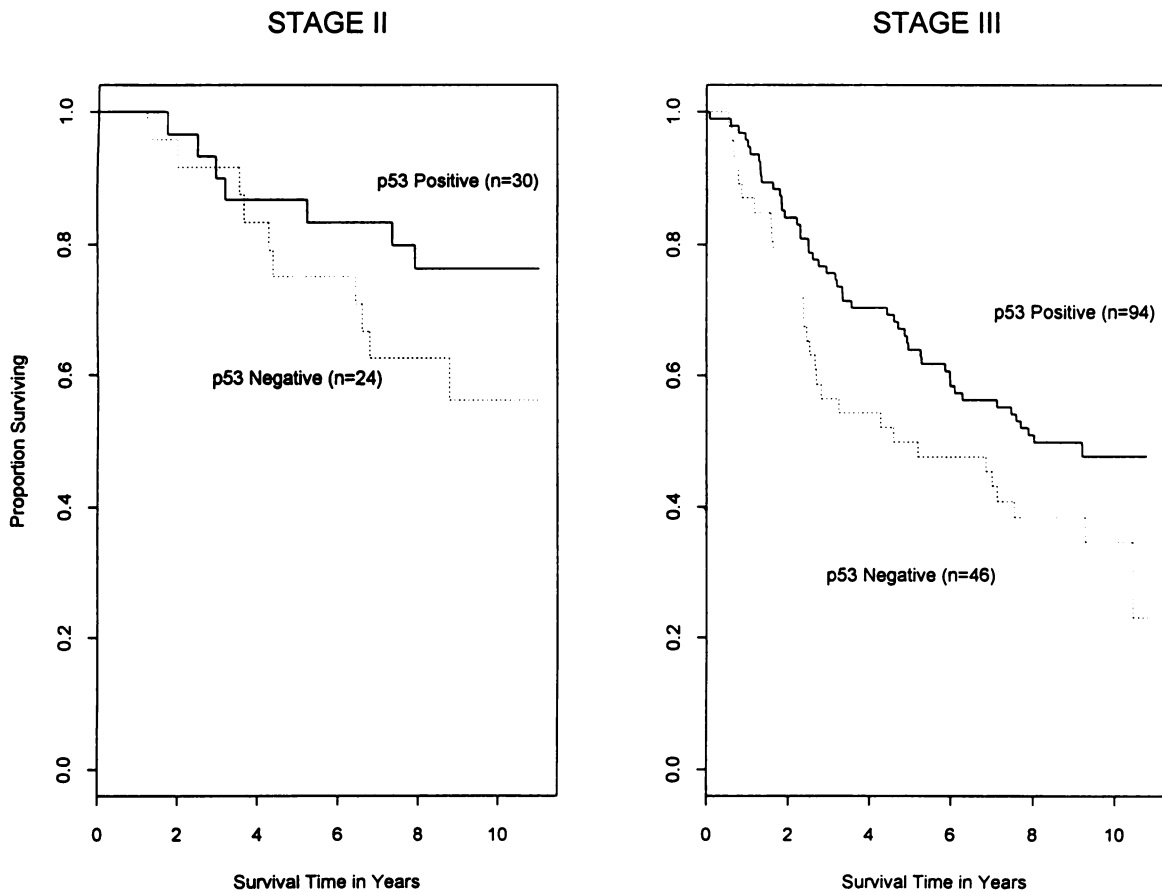 STAGE II
STAGE III
Proportion Surviving
1.0
0.8
0.6
0.4
0.2
0.0
p53 Positive (n=30)
p53 Negative (n=24)
0 2 4 6 8 10
Survival Time in Years
1.0
0.8
0.6
0.4
0.2
0.0
p53 Positive (n=94)
p53 Negative (n=46)
0 2 4 6 8 10
Survival Time in Years